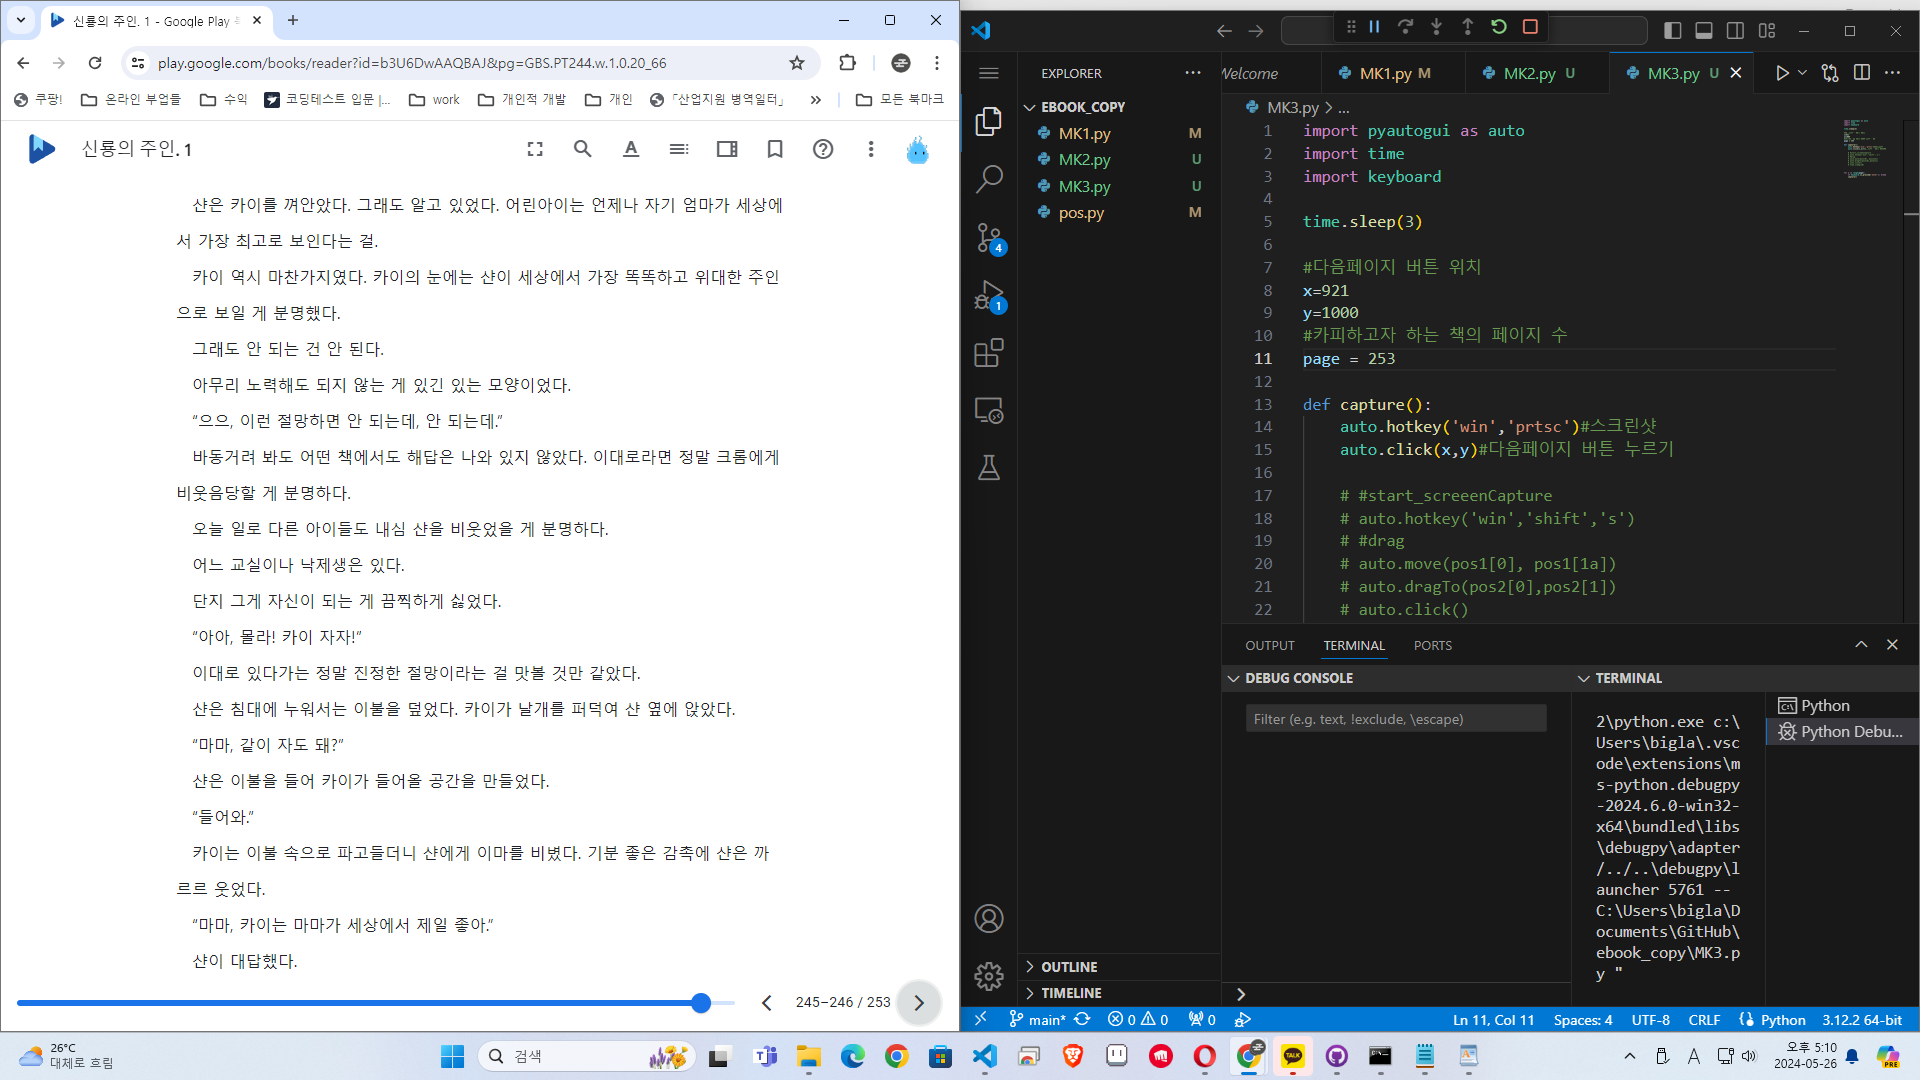 신룡의 주인. 1 - Google Play
play.google.com/books/reader?id=b3U6DwAAQBAJ&pg=GBS.PT244.w.1.0.20_66
쿠팡! 온라인 부업들 수익 코딩테스트 입문 |... work 개인적 개발 개인 「산업지원 병역일터」 » 모든 북마크
신룡의 주인. 1
샨은 카이를 껴안았다. 그래도 알고 있었다. 어린아이는 언제나 자기 엄마가 세상에
서 가장 최고로 보인다는 걸.
카이 역시 마찬가지였다. 카이의 눈에는 샨이 세상에서 가장 똑똑하고 위대한 주인
으로 보일 게 분명했다.
그래도 안 되는 건 안 된다.
아무리 노력해도 되지 않는 게 있긴 있는 모양이었다.
“으으, 이런 절망하면 안 되는데, 안 되는데.”
바동거려 봐도 어떤 책에서도 해답은 나와 있지 않았다. 이대로라면 정말 크롬에게
비웃음당할 게 분명하다.
오늘 일로 다른 아이들도 내심 샨을 비웃었을 게 분명하다.
어느 교실이나 낙제생은 있다.
단지 그게 자신이 되는 게 끔찍하게 싫었다.
“아아, 몰라! 카이 자자!”
이대로 있다가는 정말 진정한 절망이라는 걸 맛볼 것만 같았다.
샨은 침대에 누워서는 이불을 덮었다. 카이가 날개를 퍼덕여 샨 옆에 앉았다.
“마마, 같이 자도 돼?”
샨은 이불을 들어 카이가 들어올 공간을 만들었다.
“들어와.”
카이는 이불 속으로 파고들더니 샨에게 이마를 비볐다. 기분 좋은 감촉에 샨은 까
르르 웃었다.
“마마, 카이는 마마가 세상에서 제일 좋아.”
샨이 대답했다.
245–246 / 253
EXPLORER
EBOOK_COPY
MK1.py M
MK2.py U
MK3.py U
pos.py M
OUTLINE
TIMELINE
Welcome MK1.py M MK2.py U MK3.py U
MK3.py > ...
1 import pyautogui as auto
2 import time
3 import keyboard
4
5 time.sleep(3)
6
7 #다음페이지 버튼 위치
8 x=921
9 y=1000
10 #카피하고자 하는 책의 페이지 수
11 page = 253
12
13 def capture():
14 auto.hotkey('win','prtsc')#스크린샷
15 auto.click(x,y)#다음페이지 버튼 누르기
16
17 # #start_screeenCapture
18 # auto.hotkey('win','shift','s')
19 # #drag
20 # auto.move(pos1[0], pos1[1a])
21 # auto.dragTo(pos2[0],pos2[1])
22 # auto.click()
OUTPUT TERMINAL PORTS
DEBUG CONSOLE
Filter (e.g. text, !exclude, \escape)
TERMINAL
2\python.exe c:\
Users\bigla\.vsc
ode\extensions\m
s-python.debugpy
-2024.6.0-win32-
x64\bundled\libs
\debugpy\adapter
/../..\debugpy\l
auncher 5761 --
C:\Users\bigla\D
ocuments\GitHub\
ebook_copy\MK3.p
y "
Python
Python Debu...
4
1
main* 0 0 0 Ln 11, Col 11 Spaces: 4 UTF-8 CRLF Python 3.12.2 64-bit
26°C
대체로 흐림
검색
TALK
A
오후 5:10
2024-05-26
PRE